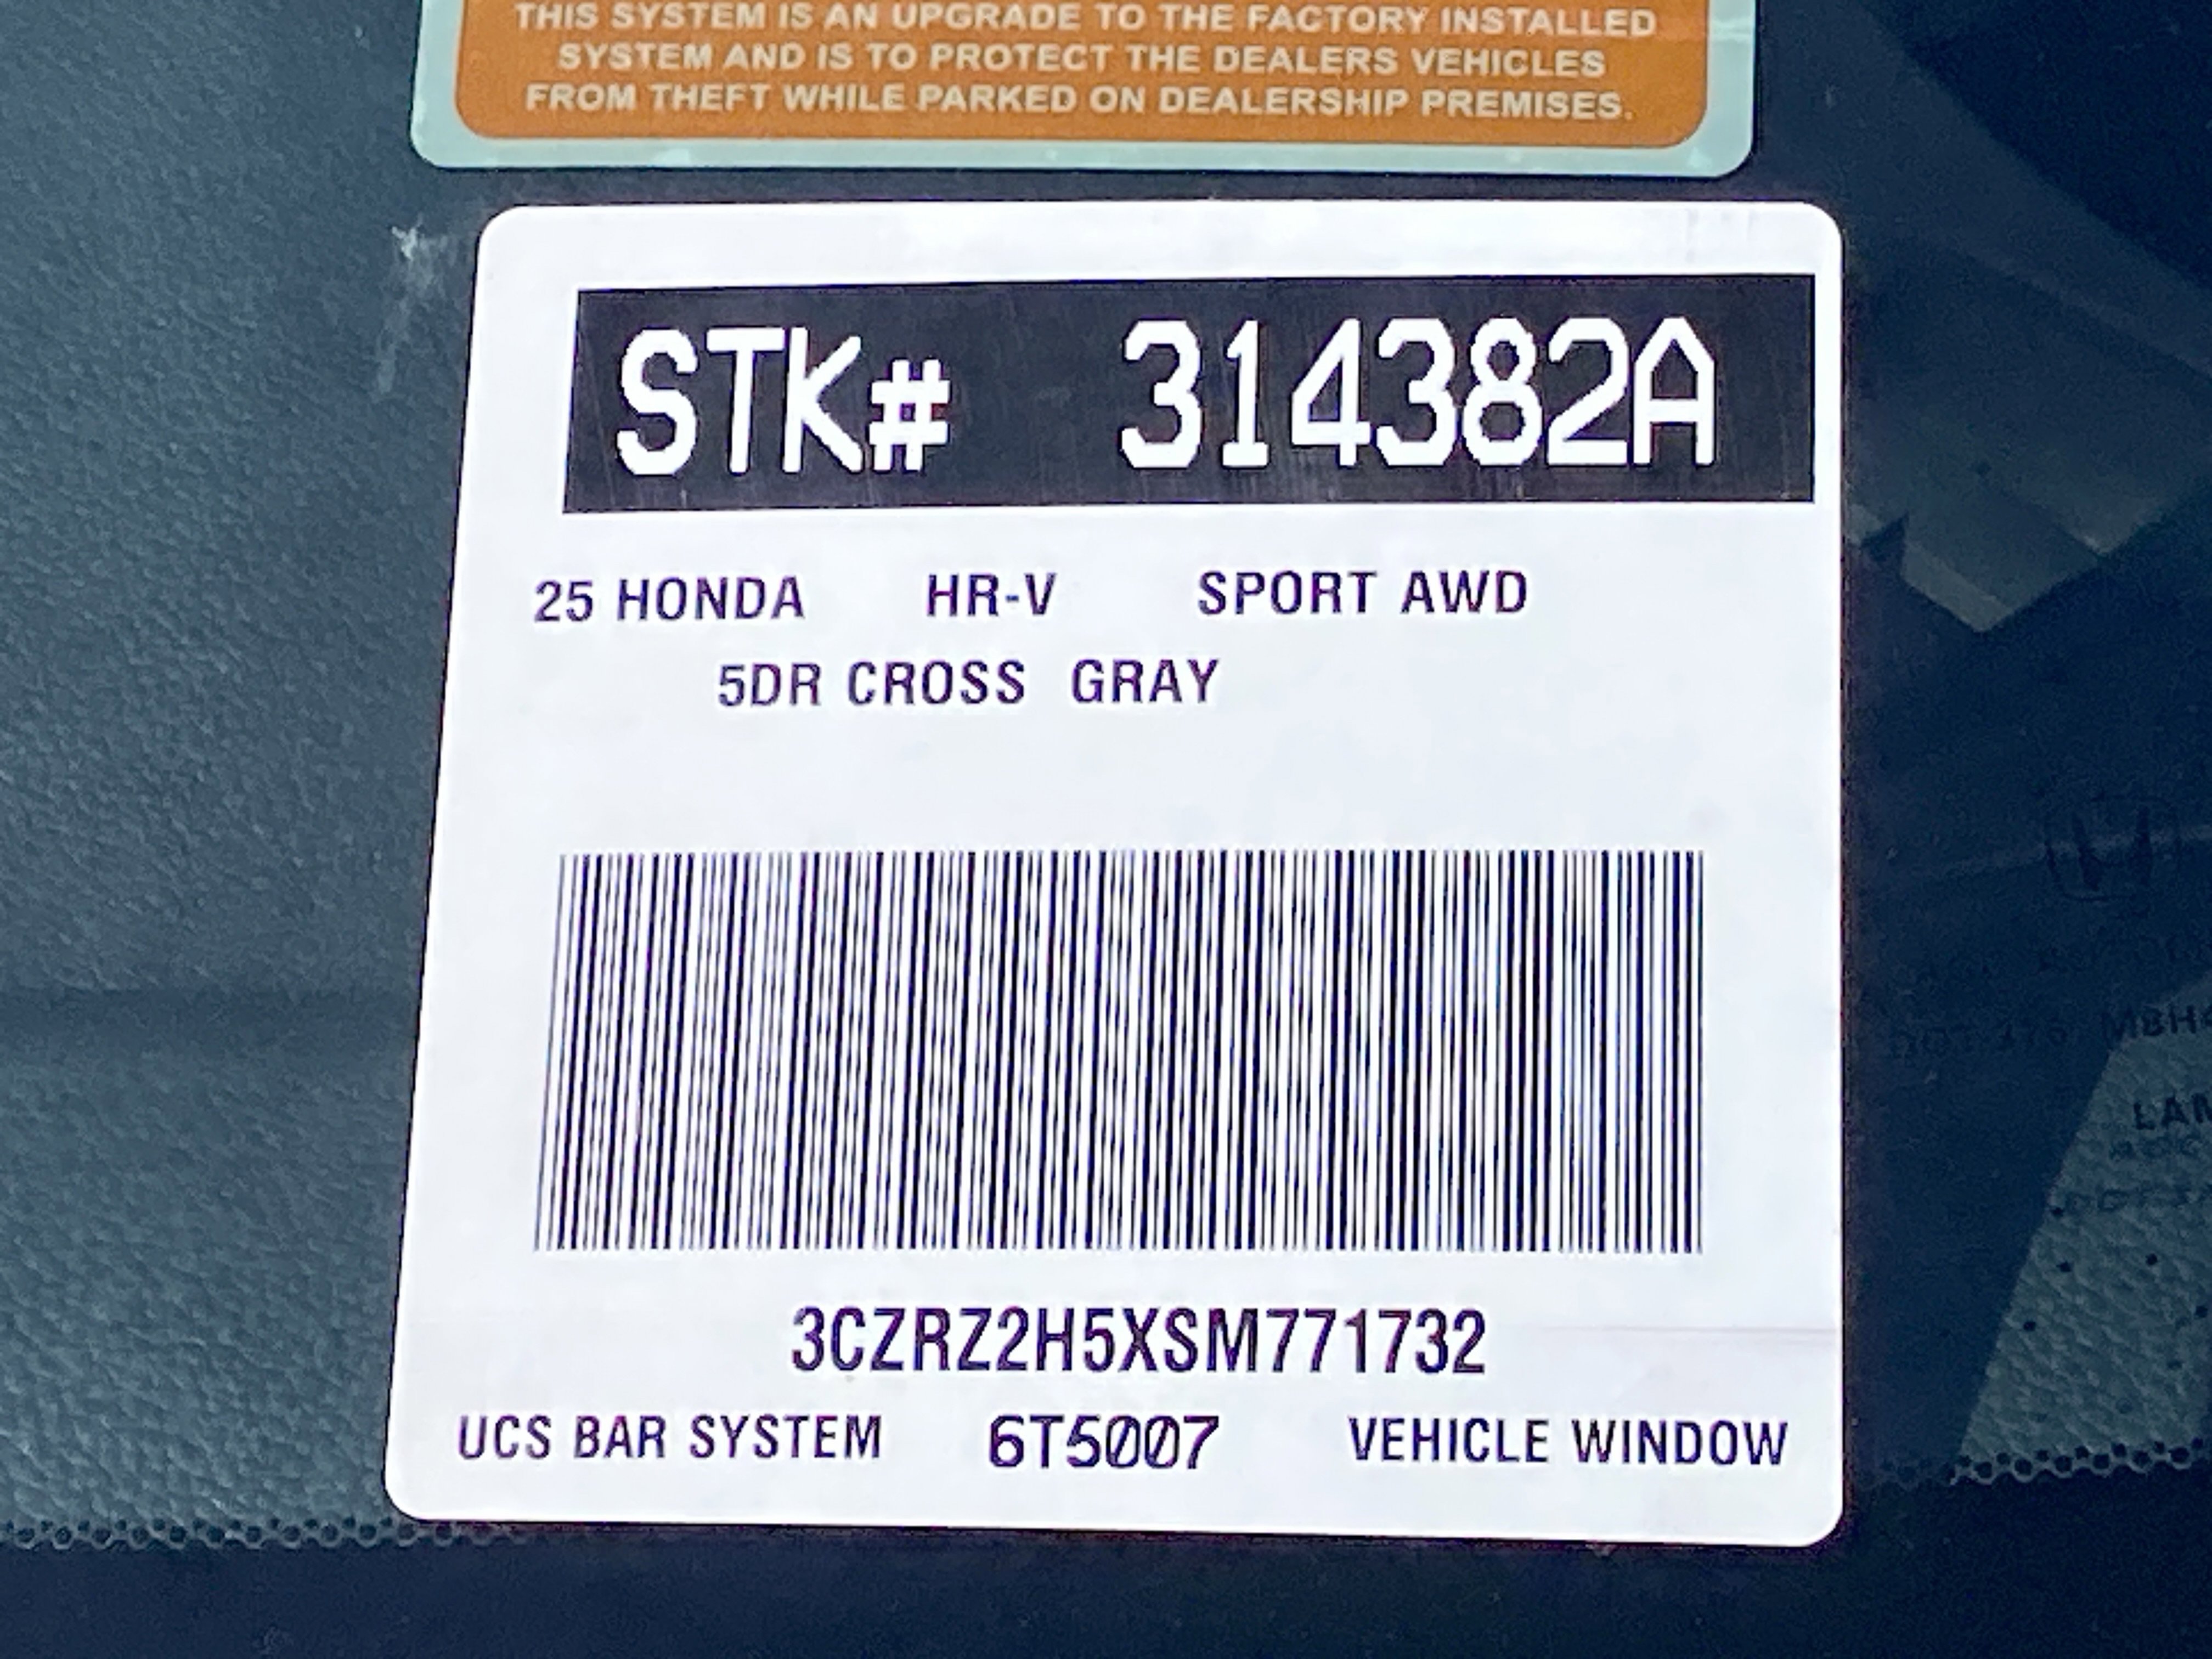 THIS SYSTEM IS AN UPGRADE TO THE FACTORY INSTALLED
SYSTEM AND IS TO PROTECT THE DEALERS VEHICLES
FROM THEFT WHILE PARKED ON DEALERSHIP PREMISES.
STK# 314382A
25 HONDA HR-V SPORT AWD
5DR CROSS GRAY
3CZRZ2H5XSM771732
UCS BAR SYSTEM 6T5007 VEHICLE WINDOW